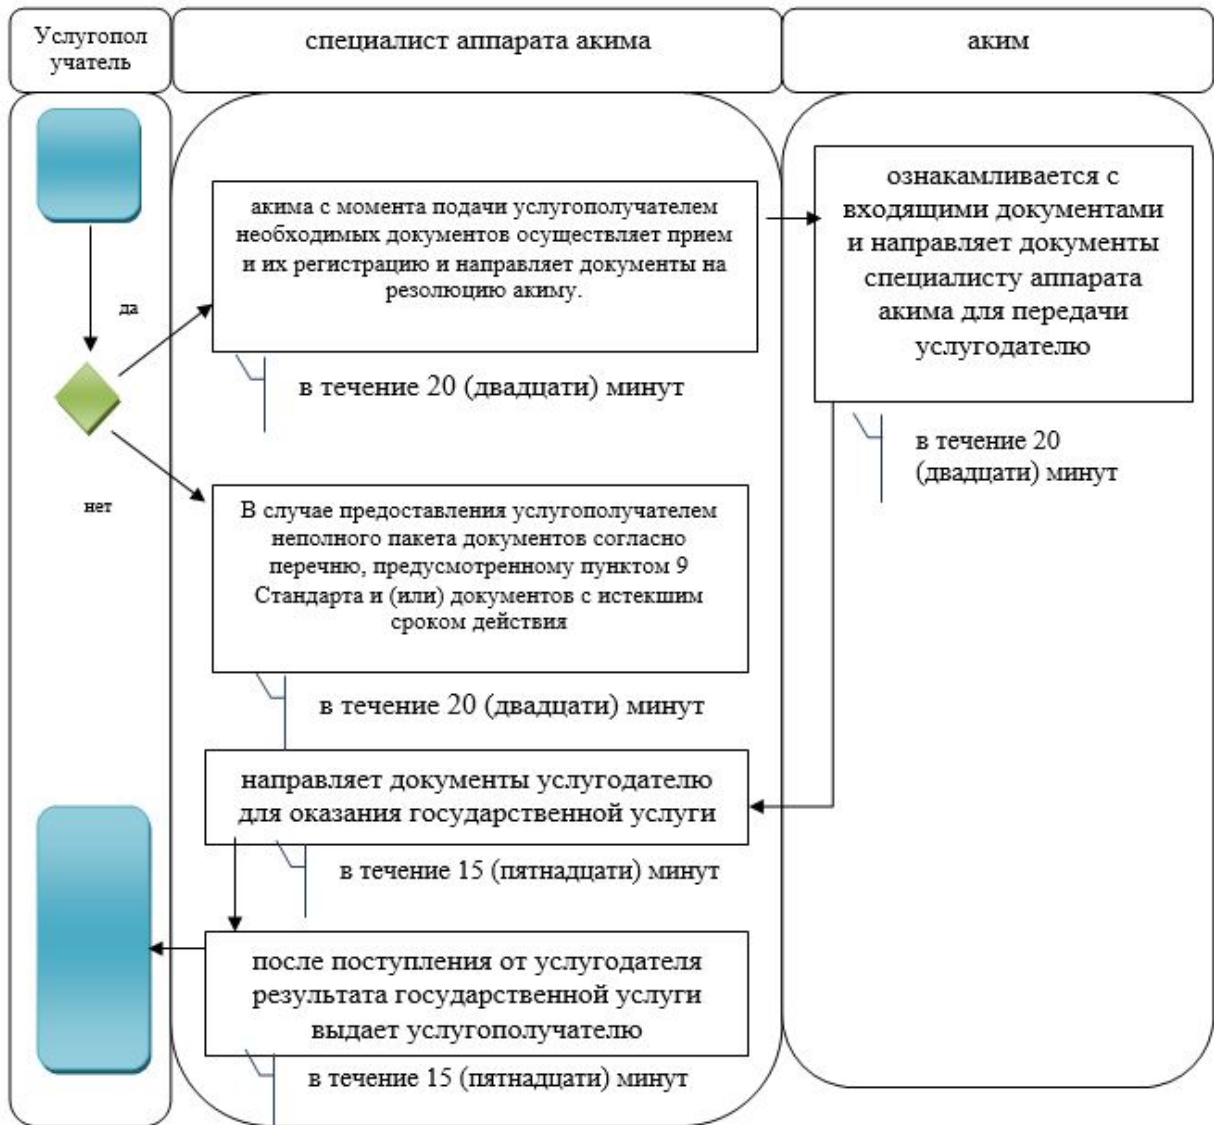 Услугопол
учатель
специалист аппарата акима
аким
акима с момента подачи услугополучателем
необходимых документов осуществляет прием
и их регистрацию и направляет документы на
резолюцию акиму.
ознакамливается с
входящими документами
и направляет документы
специалисту аппарата
акима для передачи
услугодателю
да
в течение 20 (двадцати) минут
в течение 20
(двадцати) минут
нет
В случае предоставления услугополучателем
неполного пакета документов согласно
перечню, предусмотренному пунктом 9
Стандарта и (или) документов с истекшим
сроком действия
в течение 20 (двадцати) минут
направляет документы услугодателю
для оказания государственной услуги
в течение 15 (пятнадцати) минут
после поступления от услугодателя
результата государственной услуги
выдает услугополучателю
в течение 15 (пятнадцати) минут